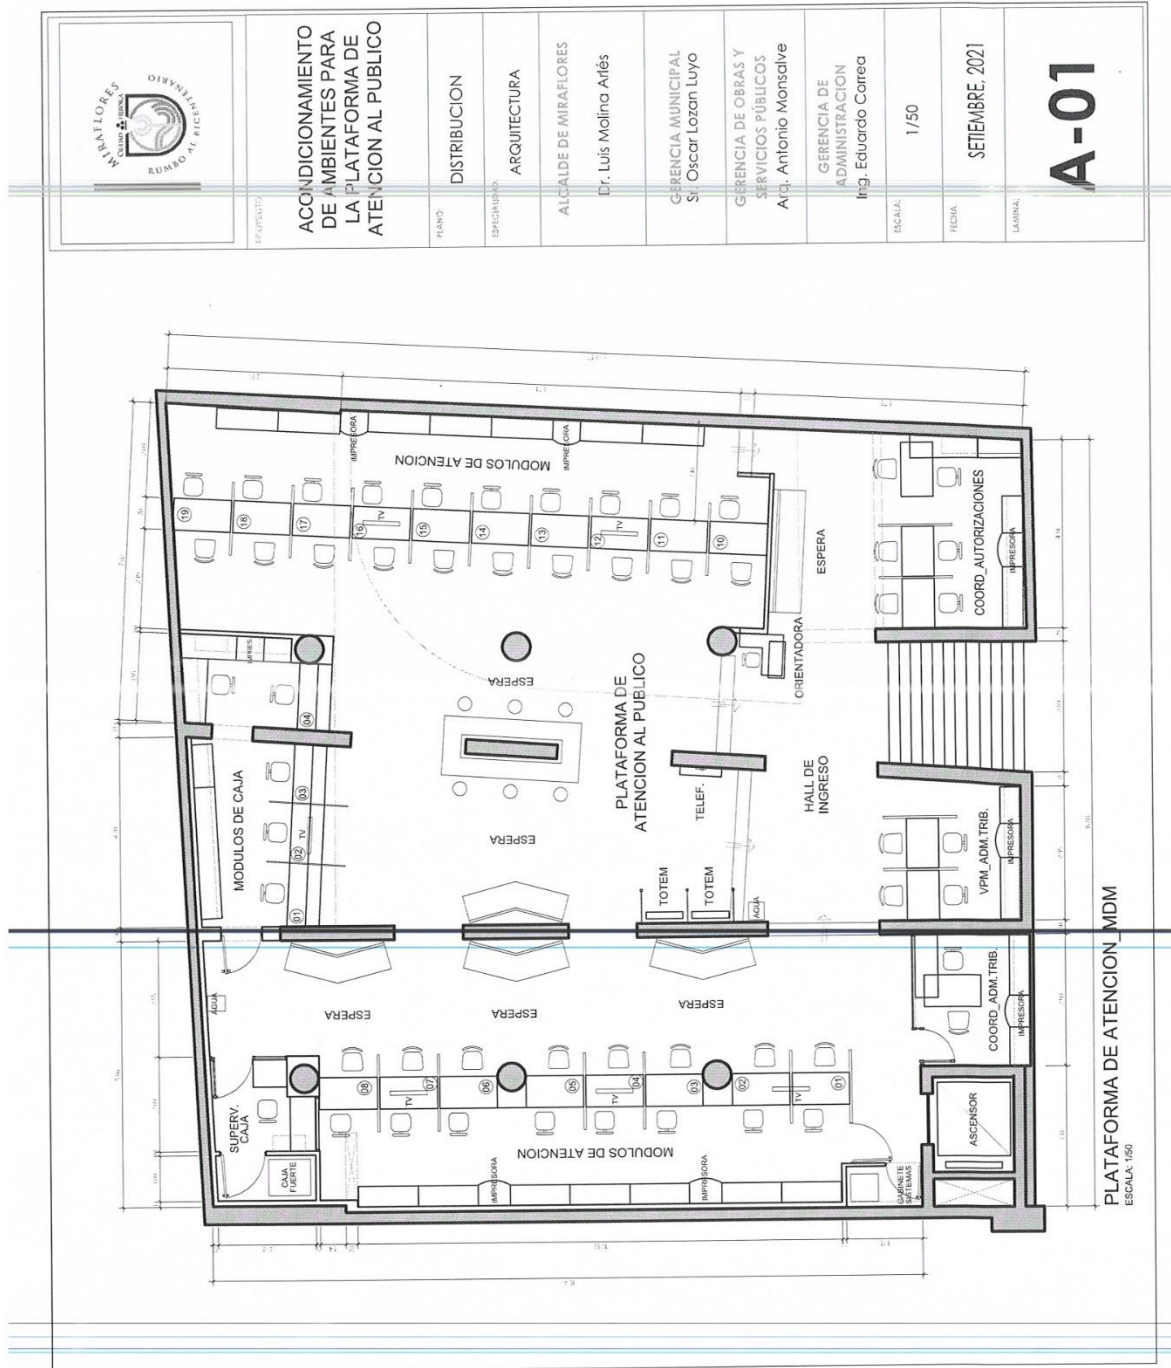 MIRAFLORES
CIUDAD HEROICA
RUMBO AL BICENTENARIO
PROYECTO:
ACONDICIONAMIENTO
DE AMBIENTES PARA
LA PLATAFORMA DE
ATENCION AL PUBLICO
PLANO:
DISTRIBUCION
ESPECIALIDAD:
ARQUITECTURA
ALCALDE DE MIRAFLORES
Dr. Luis Molina Arlés
GERENCIA MUNICIPAL
Sr. Oscar Lozan Luyo
GERENCIA DE OBRAS Y
SERVICIOS PÚBLICOS
Arq. Antonio Monsalve
GERENCIA DE
ADMINISTRACION
Ing. Eduardo Correa
ESCALA:
1/50
FECHA:
SETIEMBRE, 2021
LAMINA:
A-01
19
18
17
16
TV
15
14
13
12
TV
11
10
IMPRESORA
MODULOS DE ATENCION
IMPRESORA
ESPERA
COORD_AUTORIZACIONES
IMPRESORA
ORIENTADORA
IMPRES.
04
ESPERA
PLATAFORMA DE
ATENCION AL PUBLICO
TELEF.
HALL DE
INGRESO
MODULOS DE CAJA
03
TV
02
01
ESPERA
TOTEM
TOTEM
AGUA
VPM_ADM.TRIB.
IMPRESORA
AGUA
ESPERA
ESPERA
ESPERA
COORD_ADM.TRIB.
IMPRESORA
SUPERV.
CAJA
CAJA
FUERTE
08
07
TV
06
05
04
TV
03
02
TV
01
MODULOS DE ATENCION
IMPRESORA
IMPRESORA
GABINETE
SISTEMAS
ASCENSOR
PLATAFORMA DE ATENCION_MDM
ESCALA: 1/50